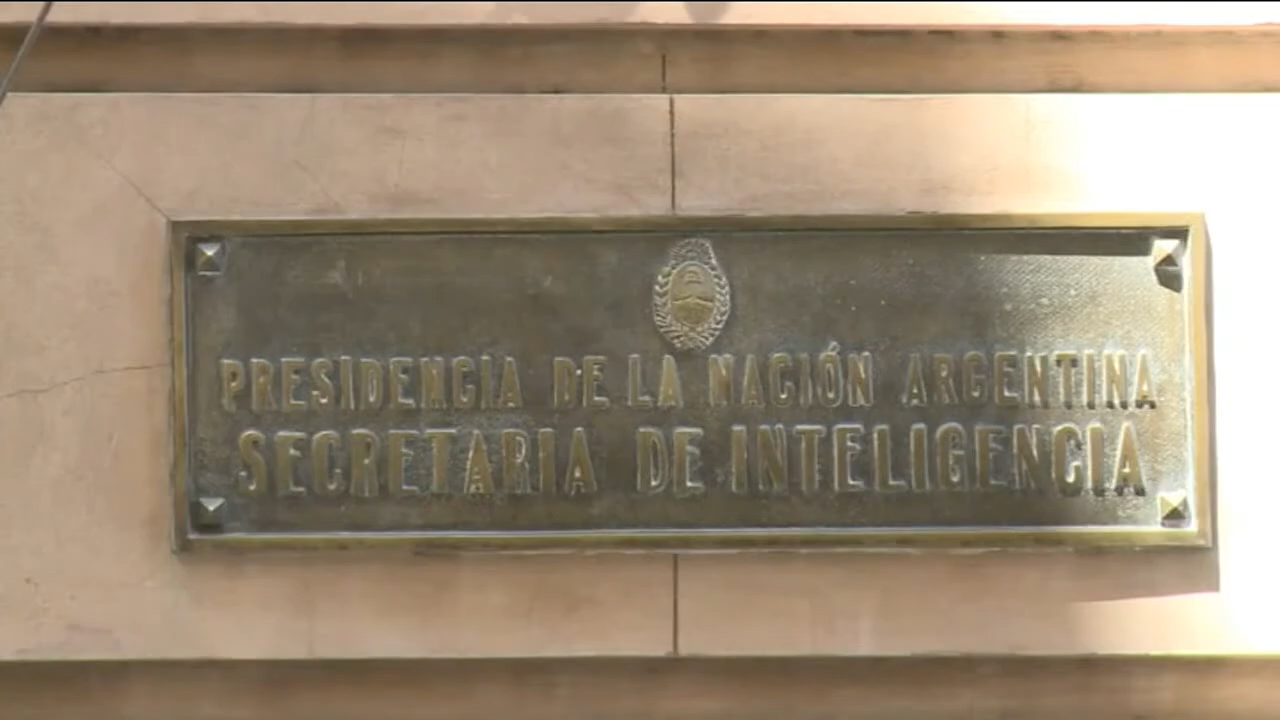 PRESIDENCIA DE LA NACIÓN ARGENTINA
SECRETARIA DE INTELIGENCIA